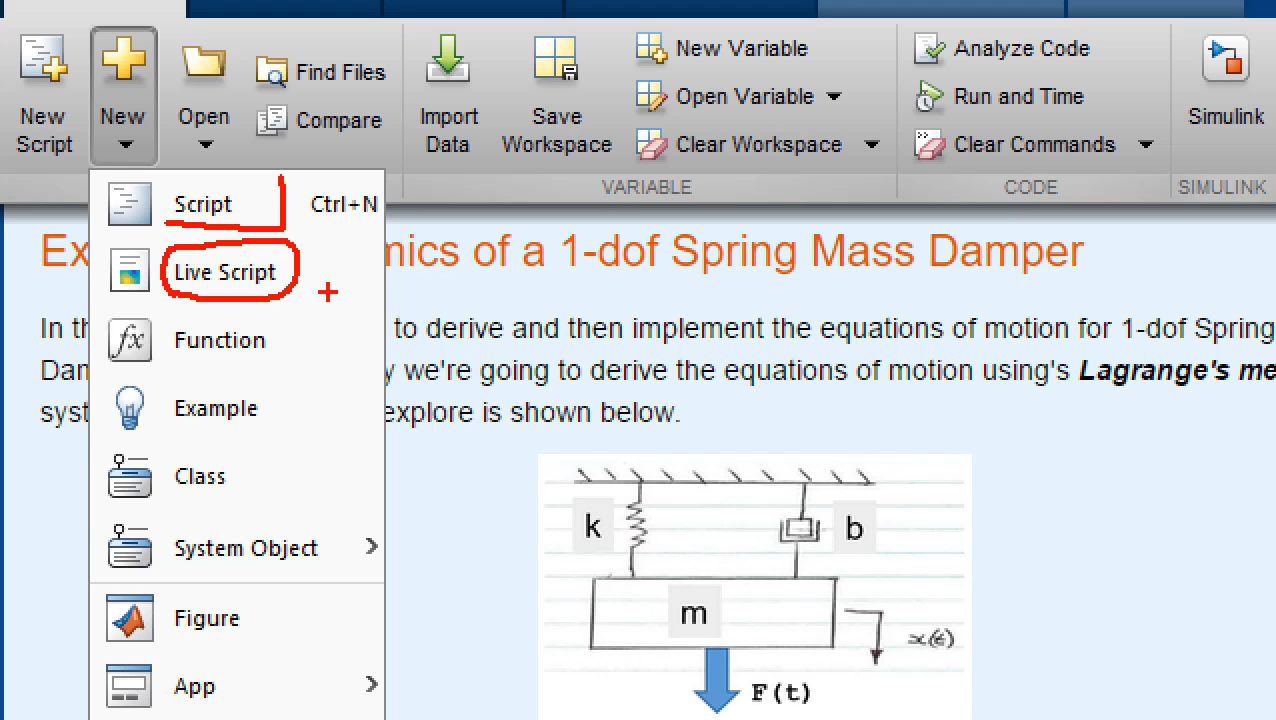 New Script
New
Open
Find Files
Compare
Import Data
Save Workspace
New Variable
Open Variable
Clear Workspace
Analyze Code
Run and Time
Clear Commands
Simulink
VARIABLE
CODE
SIMULINK
Script Ctrl+N
Live Script
Function
Example
Class
System Object
Figure
App
Ex mics of a 1-dof Spring Mass Damper
In th to derive and then implement the equations of motion for 1-dof Spring
Dam y we're going to derive the equations of motion using's Lagrange's me
syst explore is shown below.
k
b
m
x(t)
F(t)